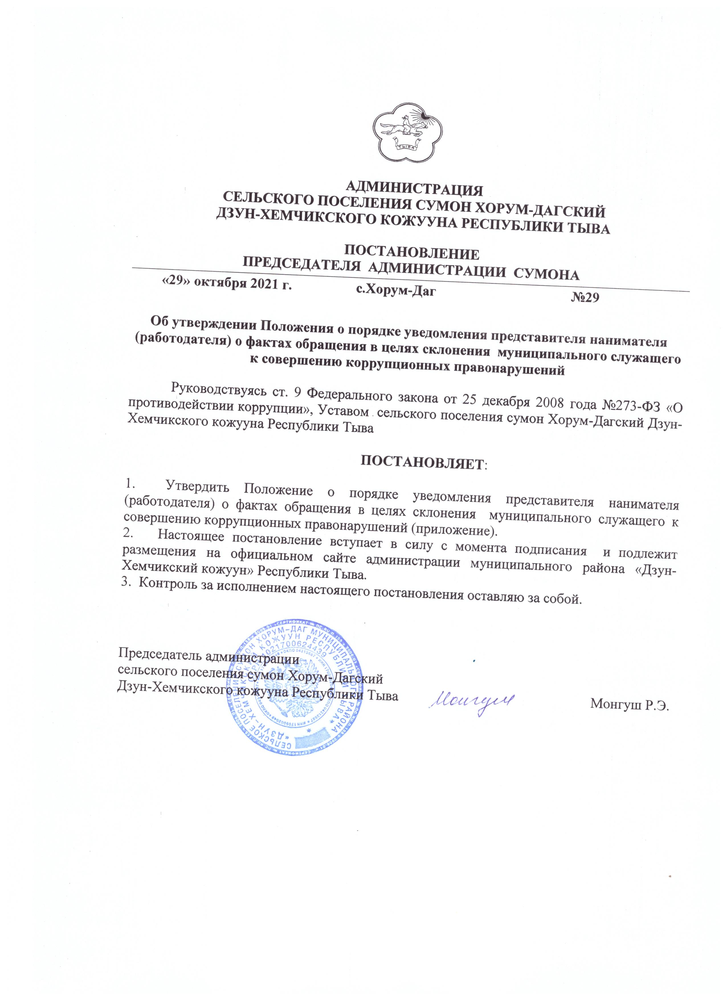 ТЫВА
АДМИНИСТРАЦИЯ
СЕЛЬСКОГО ПОСЕЛЕНИЯ СУМОН ХОРУМ-ДАГСКИЙ
ДЗУН-ХЕМЧИКСКОГО КОЖУУНА РЕСПУБЛИКИ ТЫВА
ПОСТАНОВЛЕНИЕ
ПРЕДСЕДАТЕЛЯ АДМИНИСТРАЦИИ СУМОНА
«29» октября 2021 г. с.Хорум-Даг №29
Об утверждении Положения о порядке уведомления представителя нанимателя
(работодателя) о фактах обращения в целях склонения муниципального служащего
к совершению коррупционных правонарушений
Руководствуясь ст. 9 Федерального закона от 25 декабря 2008 года №273-ФЗ «О
противодействии коррупции», Уставом сельского поселения сумон Хорум-Дагский Дзун-
Хемчикского кожууна Республики Тыва
ПОСТАНОВЛЯЕТ:
1. Утвердить Положение о порядке уведомления представителя нанимателя
(работодателя) о фактах обращения в целях склонения муниципального служащего к
совершению коррупционных правонарушений (приложение).
2. Настоящее постановление вступает в силу с момента подписания и подлежит
размещения на официальном сайте администрации муниципального района «Дзун-
Хемчикский кожуун» Республики Тыва.
3. Контроль за исполнением настоящего постановления оставляю за собой.
Председатель администрации
сельского поселения сумон Хорум-Дагский
Дзун-Хемчикского кожууна Республики Тыва Монгуш Монгуш Р.Э.
СЕЛЬСКОЕ ПОСЕЛЕНИЕ СУМОН ХОРУМ-ДАГ МУНИЦИПАЛЬНОГО РАЙОНА
«ДЗУН-ХЕМЧИКСКИЙ КОЖУУН РЕСПУБЛИКИ ТЫВА»
ОГРН 1021700624439